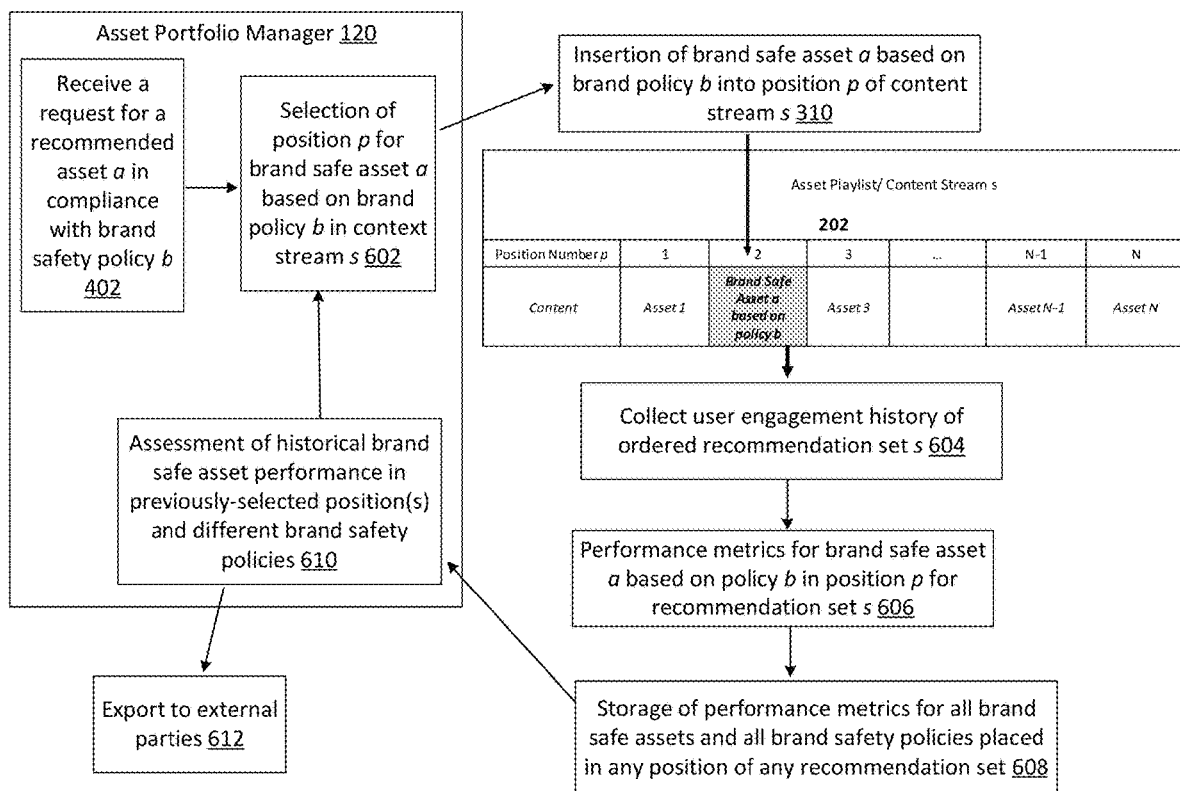 Asset Portfolio Manager 120
Receive a
request for a
recommended
asset a in
compliance
with brand
safety policy b
402
Selection of
position p for
brand safe asset a
based on brand
policy b in context
stream s 602
Insertion of brand safe asset a based on
brand policy b into position p of content
stream s 310
Asset Playlist/ Content Stream s
202
Position Number p 1 2 3 ... N-1 N
Content Asset 1 Brand Safe Asset 3 Asset N-1 Asset N
Asset a
based on
policy b
Collect user engagement history of
ordered recommendation set s 604
Assessment of historical brand
safe asset performance in
previously-selected position(s)
and different brand safety
policies 610
Performance metrics for brand safe asset
a based on policy b in position p for
recommendation set s 606
Export to external
parties 612
Storage of performance metrics for all brand
safe assets and all brand safety policies placed
in any position of any recommendation set 608